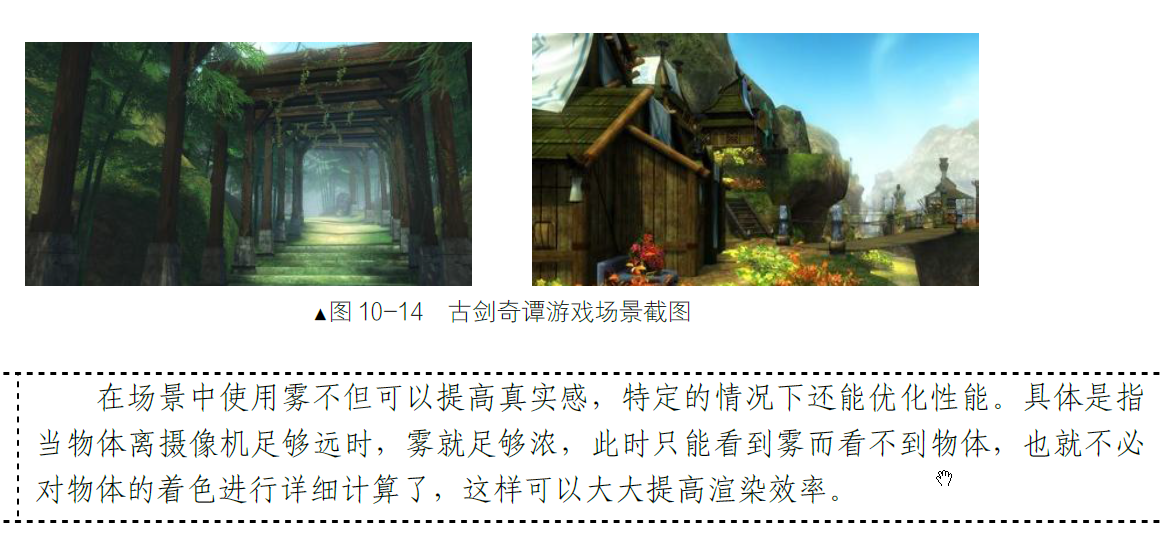 ▲图 10-14 古剑奇谭游戏场景截图
在场景中使用雾不但可以提高真实感，特定的情况下还能优化性能。具体是指
当物体离摄像机足够远时，雾就足够浓，此时只能看到雾而看不到物体，也就不必
对物体的着色进行详细计算了，这样可以大大提高渲染效率。